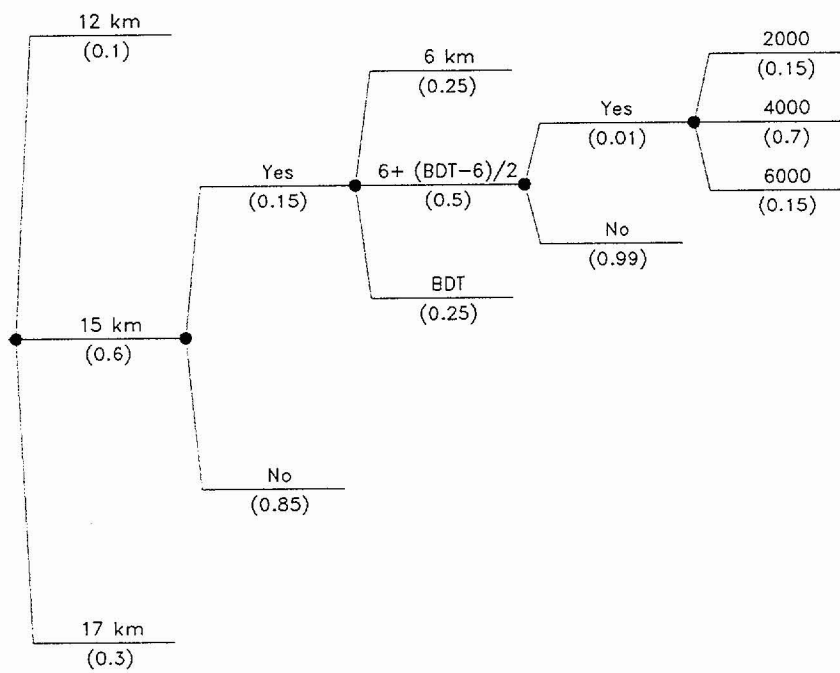 12 km
(0.1)
6 km
(0.25)
2000
(0.15)
Yes
(0.01)
4000
(0.7)
Yes
(0.15)
6+ (BDT-6)/2
(0.5)
6000
(0.15)
No
(0.99)
BDT
(0.25)
15 km
(0.6)
No
(0.85)
17 km
(0.3)